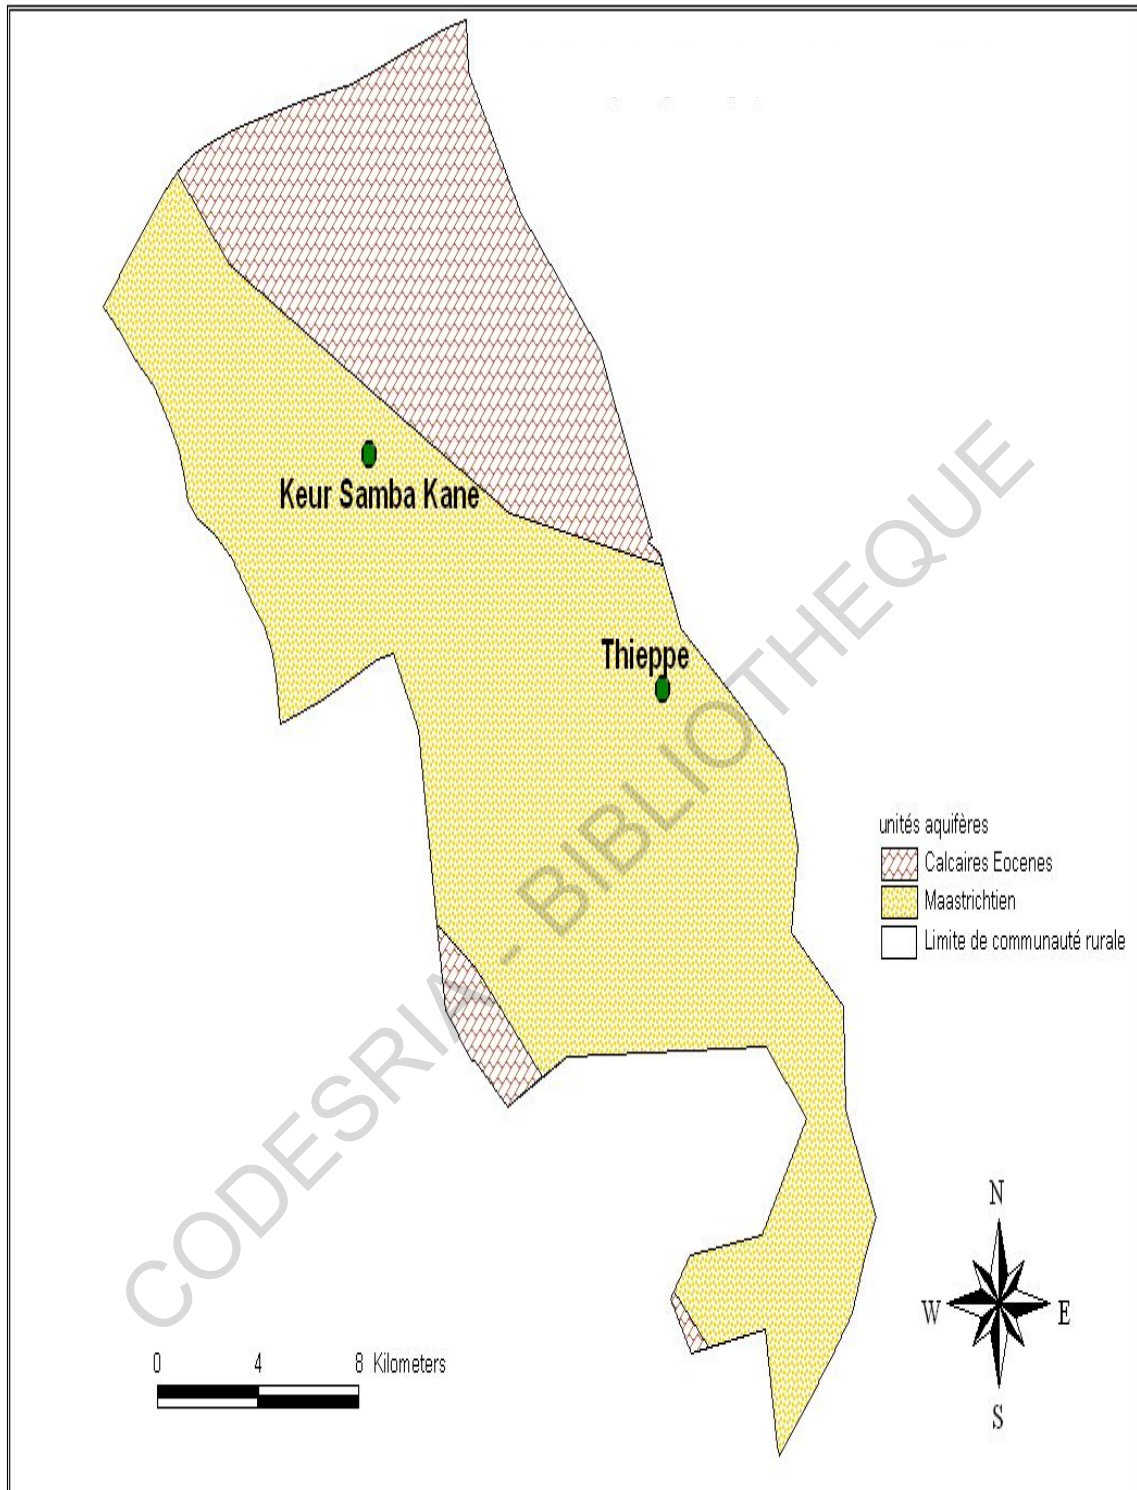 Keur Samba Kane
Thieppe
unités aquifères
Calcaires Eocenes
Maastrichtien
Limite de communauté rurale
CODESRIA - BIBLIOTHEQUE
N
W E
S
0 4 8 Kilometers